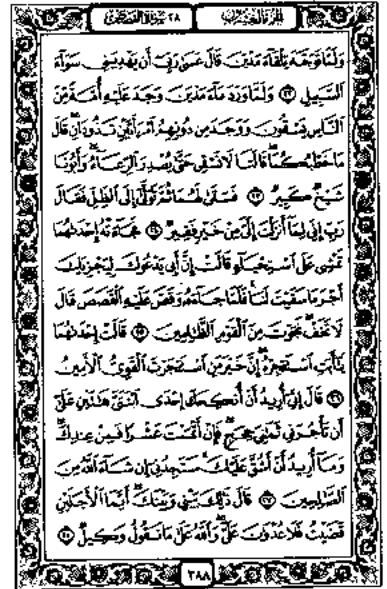 الجزء العشرون ٢٨ سورة القصص
وَلَمَّا تَوَجَّهَ تِلْقَآءَ مَدْيَنَ قَالَ عَسَىٰ رَبِّىٓ أَن يَهْدِيَنِى سَوَآءَ
ٱلسَّبِيلِ ۝٢٢ وَلَمَّا وَرَدَ مَآءَ مَدْيَنَ وَجَدَ عَلَيْهِ أُمَّةً مِّنَ
ٱلنَّاسِ يَسْقُونَ وَوَجَدَ مِن دُونِهِمُ ٱمْرَأَتَيْنِ تَذُودَانِ قَالَ
مَا خَطْبُكُمَا قَالَتَا لَا نَسْقِى حَتَّىٰ يُصْدِرَ ٱلرِّعَآءُ وَأَبُونَا
شَيْخٌ كَبِيرٌ ۝٢٣ فَسَقَىٰ لَهُمَا ثُمَّ تَوَلَّىٰٓ إِلَى ٱلظِّلِّ فَقَالَ
رَبِّ إِنِّى لِمَآ أَنزَلْتَ إِلَىَّ مِنْ خَيْرٍ فَقِيرٌ ۝٢٤ فَجَآءَتْهُ إِحْدَىٰهُمَا
تَمْشِى عَلَى ٱسْتِحْيَآءٍ قَالَتْ إِنَّ أَبِى يَدْعُوكَ لِيَجْزِيَكَ
أَجْرَ مَا سَقَيْتَ لَنَا فَلَمَّا جَآءَهُۥ وَقَصَّ عَلَيْهِ ٱلْقَصَصَ قَالَ
لَا تَخَفْ نَجَوْتَ مِنَ ٱلْقَوْمِ ٱلظَّٰلِمِينَ ۝٢٥ قَالَتْ إِحْدَىٰهُمَا
يَٰٓأَبَتِ ٱسْتَـْٔجِرْهُ إِنَّ خَيْرَ مَنِ ٱسْتَـْٔجَرْتَ ٱلْقَوِىُّ ٱلْأَمِينُ
۝٢٦ قَالَ إِنِّىٓ أُرِيدُ أَنْ أُنكِحَكَ إِحْدَى ٱبْنَتَىَّ هَٰتَيْنِ عَلَىٰٓ
أَن تَأْجُرَنِى ثَمَٰنِىَ حِجَجٍ فَإِنْ أَتْمَمْتَ عَشْرًا فَمِنْ عِندِكَ
وَمَآ أُرِيدُ أَنْ أَشُقَّ عَلَيْكَ سَتَجِدُنِىٓ إِن شَآءَ ٱللَّهُ مِنَ
ٱلصَّٰلِحِينَ ۝٢٧ قَالَ ذَٰلِكَ بَيْنِى وَبَيْنَكَ أَيَّمَا ٱلْأَجَلَيْنِ
قَضَيْتُ فَلَا عُدْوَٰنَ عَلَىَّ وَٱللَّهُ عَلَىٰ مَا نَقُولُ وَكِيلٌ ۝٢٨
٣٨٨